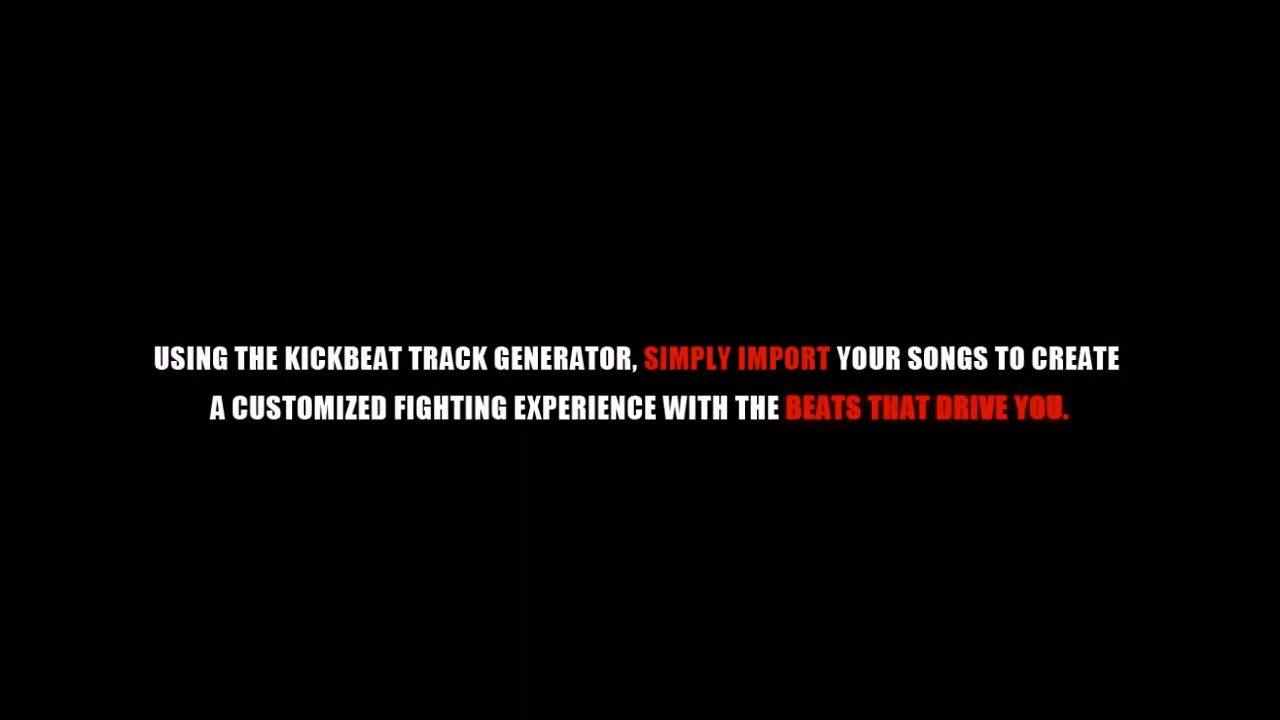 USING THE KICKBEAT TRACK GENERATOR, SIMPLY IMPORT YOUR SONGS TO CREATE
A CUSTOMIZED FIGHTING EXPERIENCE WITH THE BEATS THAT DRIVE YOU.